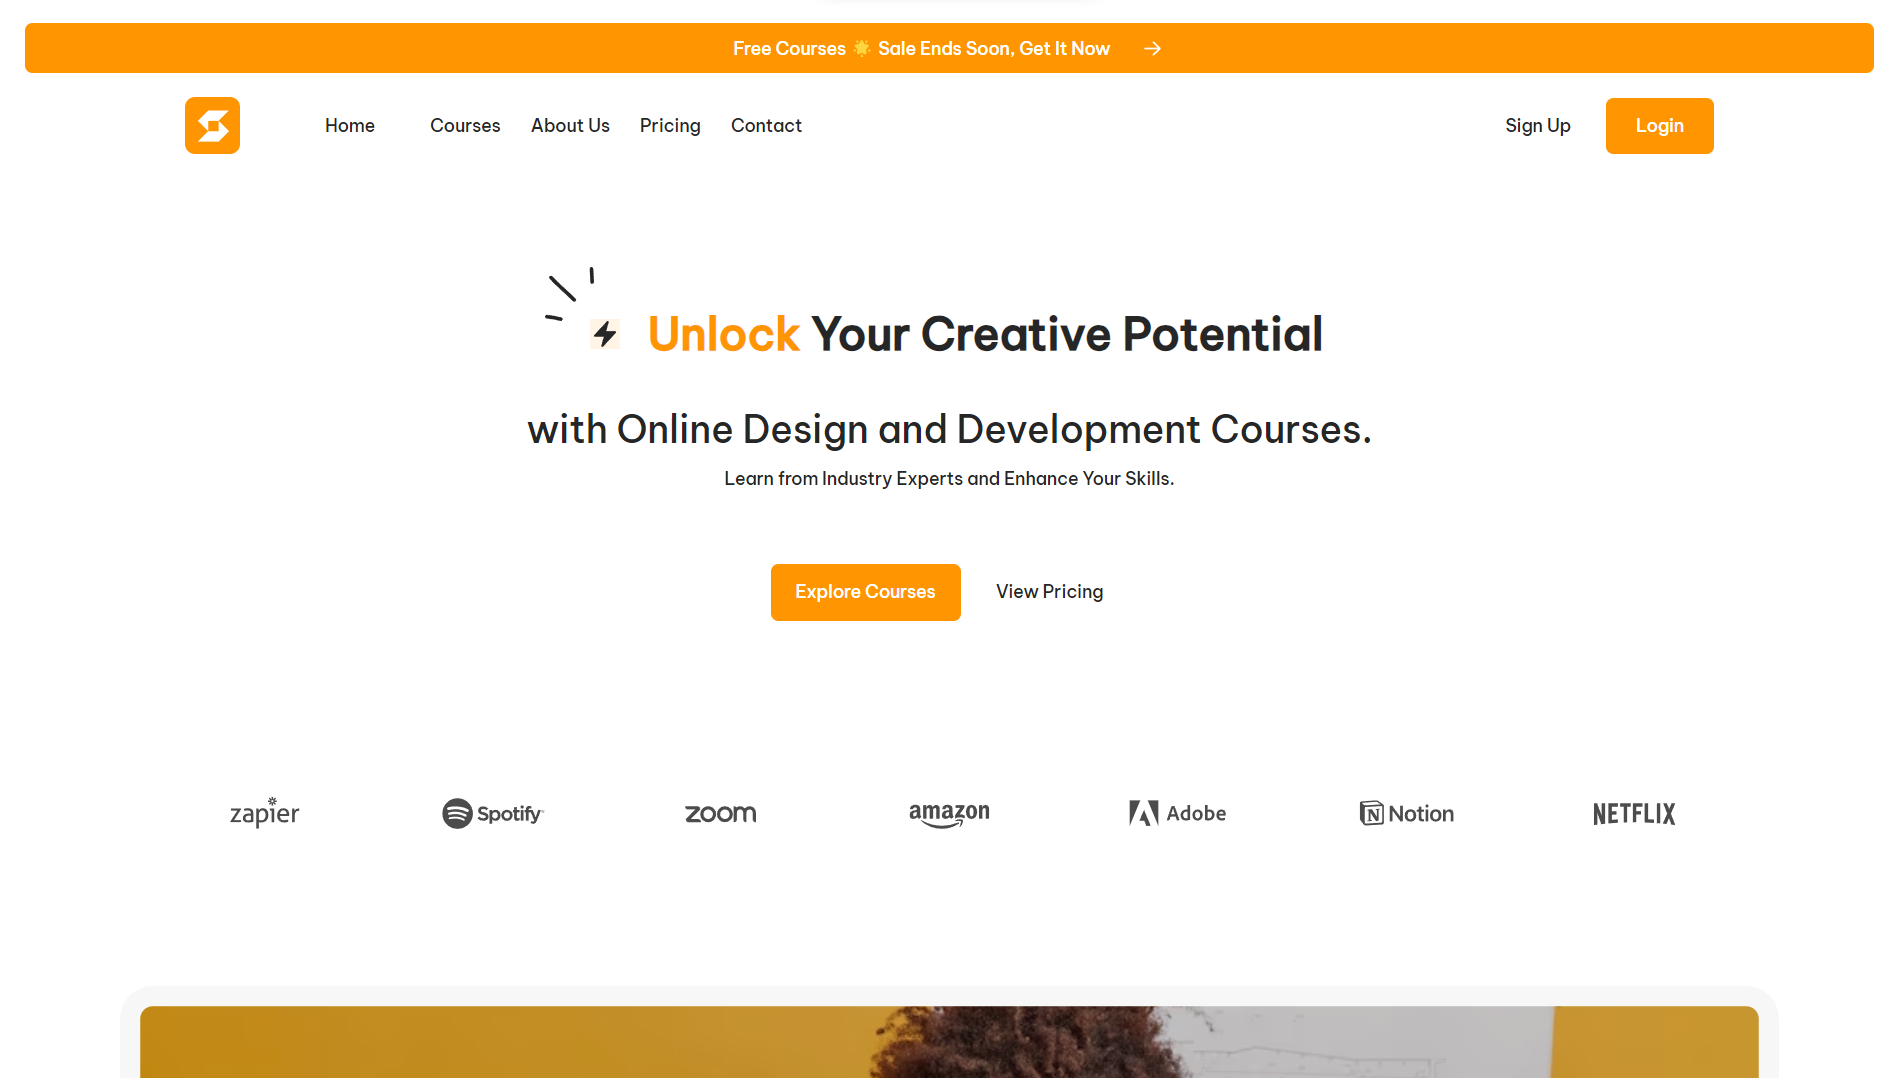 Free Courses 🌟 Sale Ends Soon, Get It Now
Home Courses About Us Pricing Contact Sign Up Login
Unlock Your Creative Potential
with Online Design and Development Courses.
Learn from Industry Experts and Enhance Your Skills.
Explore Courses View Pricing
zapier Spotify zoom amazon Adobe Notion NETFLIX